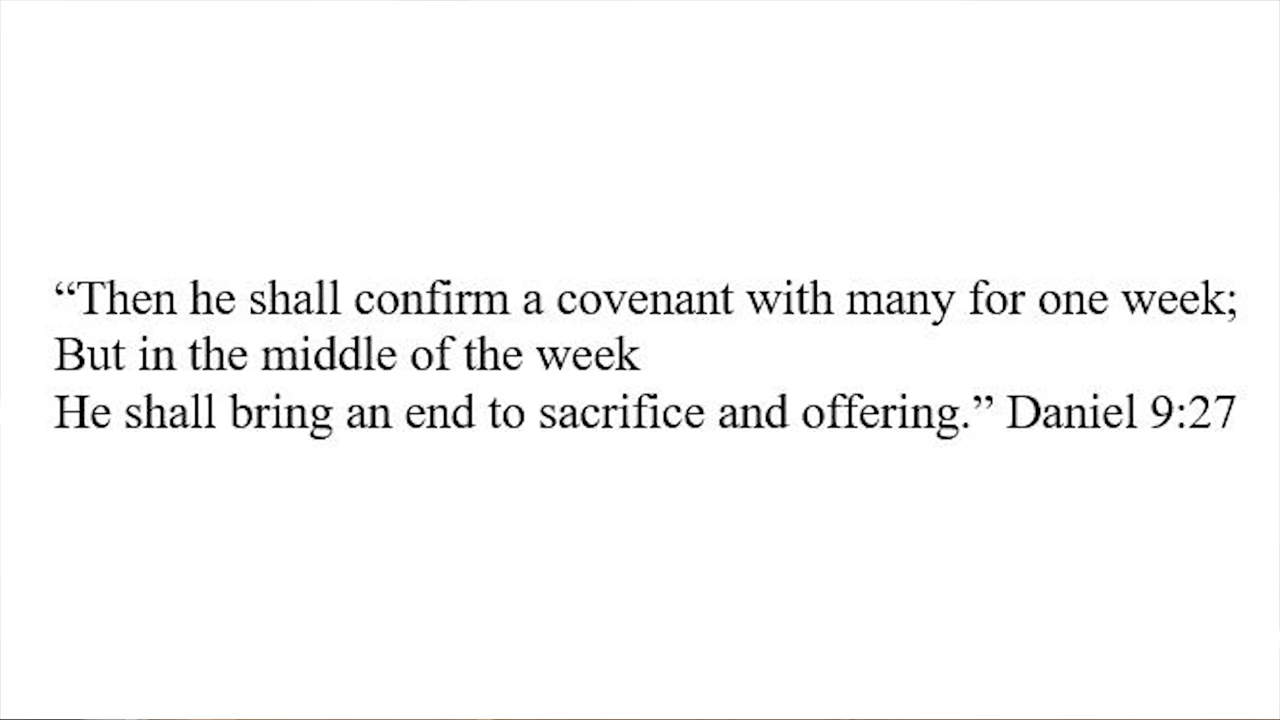 “Then he shall confirm a covenant with many for one week;
But in the middle of the week
He shall bring an end to sacrifice and offering.” Daniel 9:27